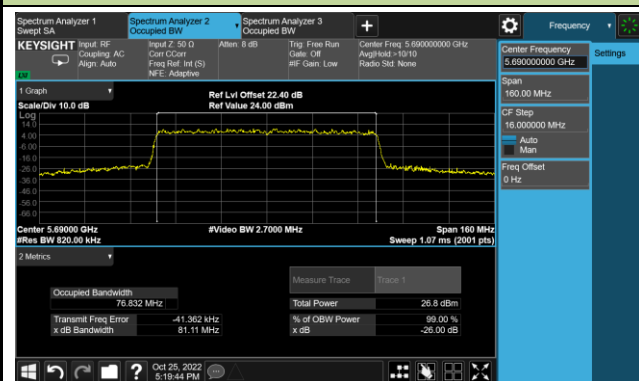 Spectrum Analyzer 1
Swept SA
Spectrum Analyzer 2
Occupied BW
Spectrum Analyzer 3
Occupied BW
+
Frequency
KEYSIGHT
Input: RF
Coupling: AC
Align: Auto
Input Z: 50 Ω
Corr CCorr
Freq Ref: Int (S)
NFE: Adaptive
Atten: 8 dB
Trig: Free Run
Gate: Off
#IF Gain: Low
Center Freq: 5.690000000 GHz
Avg|Hold:>10/10
Radio Std: None
Center Frequency
5.690000000 GHz
Settings
Span
160.00 MHz
CF Step
16.000000 MHz
Auto
Man
Freq Offset
0 Hz
1 Graph
Scale/Div 10.0 dB
Ref Lvl Offset 22.40 dB
Ref Value 24.00 dBm
Log
14.0
4.00
-6.00
-16.0
-26.0
-36.0
-46.0
-56.0
-66.0
Center 5.69000 GHz
#Res BW 820.00 kHz
#Video BW 2.7000 MHz
Span 160 MHz
Sweep 1.07 ms (2001 pts)
2 Metrics
Measure Trace
Trace 1
Occupied Bandwidth
76.832 MHz
Total Power
26.8 dBm
Transmit Freq Error
-41.362 kHz
% of OBW Power
99.00 %
x dB Bandwidth
81.11 MHz
x dB
-26.00 dB
?
Oct 25, 2022
5:19:44 PM